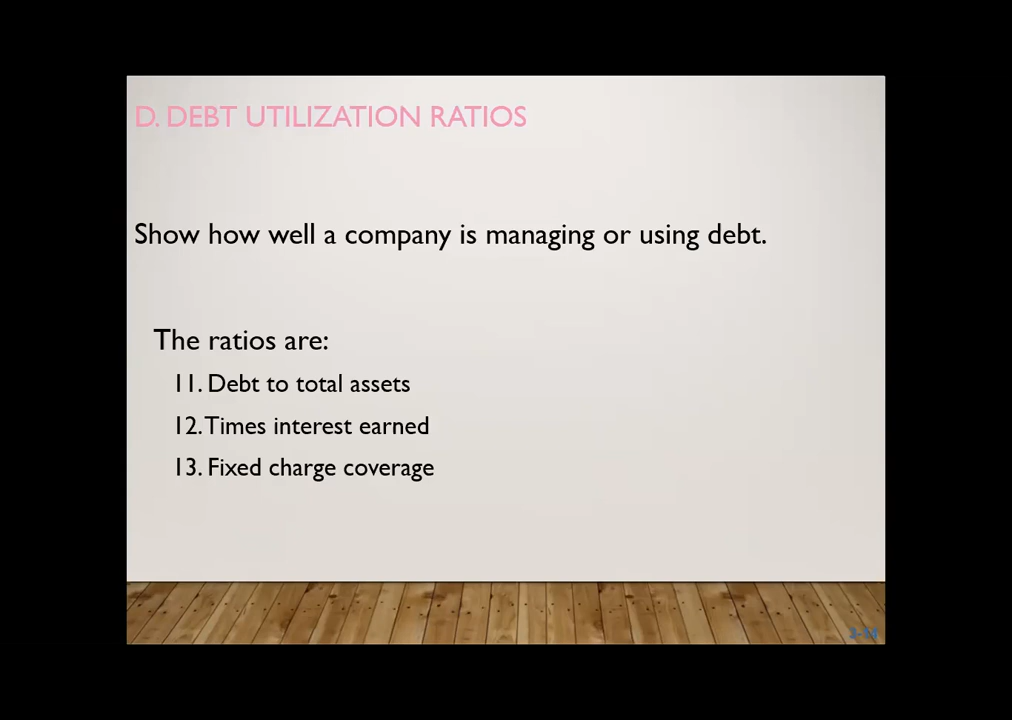 D. DEBT UTILIZATION RATIOS
Show how well a company is managing or using debt.
The ratios are:
11. Debt to total assets
12. Times interest earned
13. Fixed charge coverage